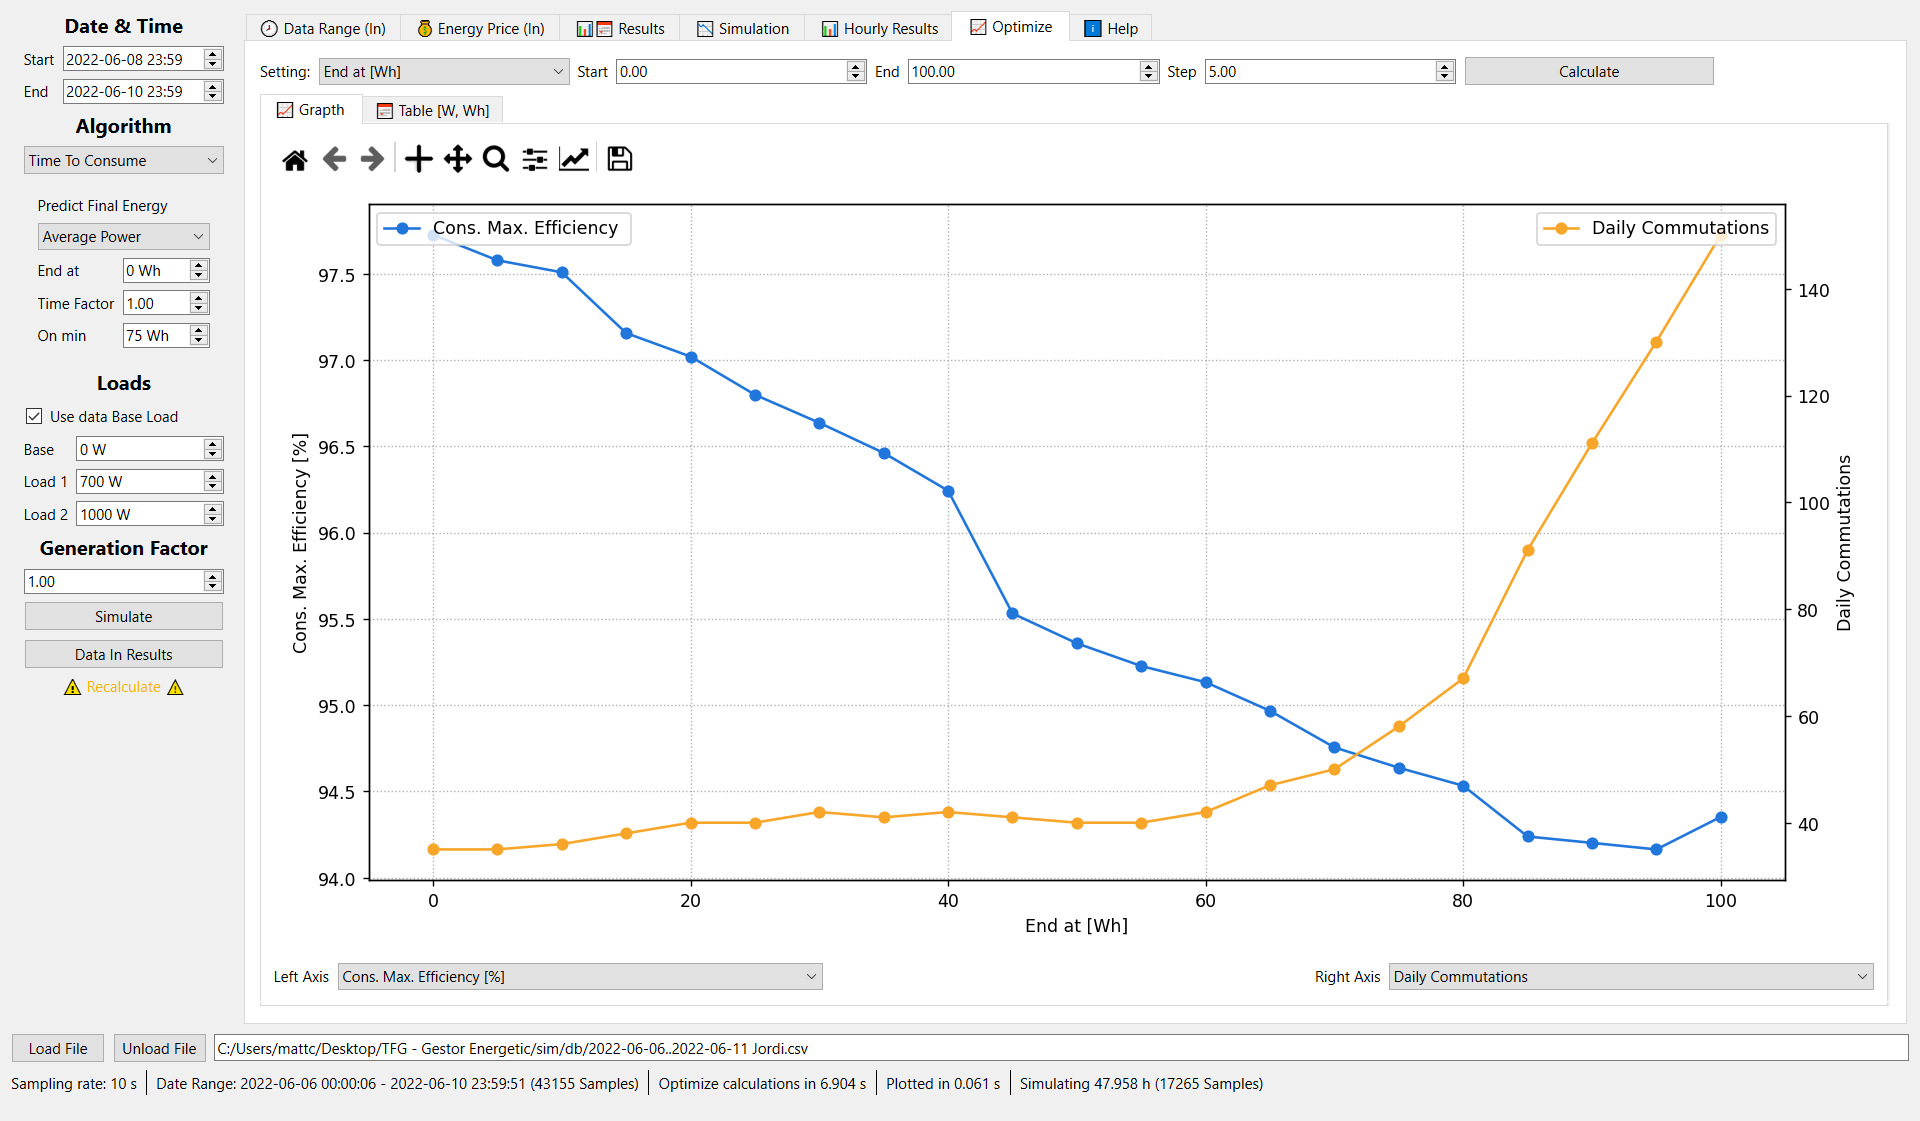 Date & Time
Start 2022-06-08 23:59
End 2022-06-10 23:59
Algorithm
Time To Consume
Predict Final Energy
Average Power
End at 0 Wh
Time Factor 1.00
On min 75 Wh
Loads
Use data Base Load
Base 0 W
Load 1 700 W
Load 2 1000 W
Generation Factor
1.00
Simulate
Data In Results
Recalculate
Data Range (In) Energy Price (In) Results Simulation Hourly Results Optimize Help
Setting: End at [Wh] Start 0.00 End 100.00 Step 5.00 Calculate
Grapth Table [W, Wh]
Cons. Max. Efficiency Daily Commutations
97.5
97.0
96.5
96.0
95.5
95.0
94.5
94.0
Cons. Max. Efficiency [%]
140
120
100
80
60
40
Daily Commutations
0 20 40 60 80 100
End at [Wh]
Left Axis Cons. Max. Efficiency [%] Right Axis Daily Commutations
Load File Unload File C:/Users/mattc/Desktop/TFG - Gestor Energetic/sim/db/2022-06-06..2022-06-11 Jordi.csv
Sampling rate: 10 s Date Range: 2022-06-06 00:00:06 - 2022-06-10 23:59:51 (43155 Samples) Optimize calculations in 6.904 s Plotted in 0.061 s Simulating 47.958 h (17265 Samples)